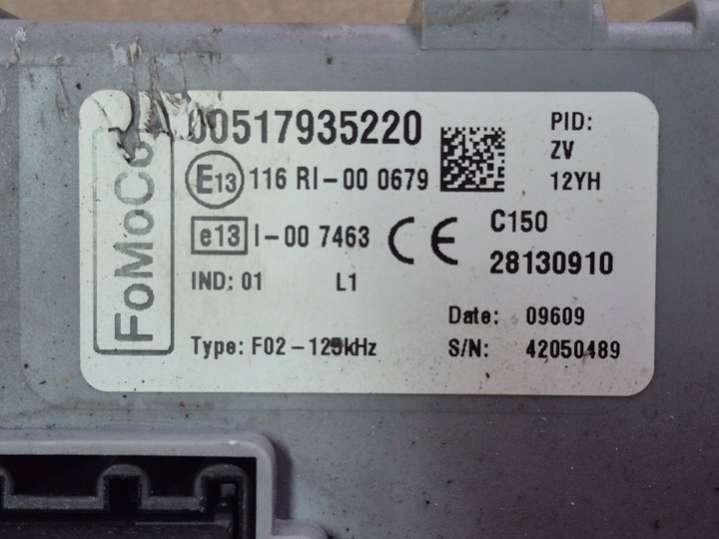 FoMoCo
00517935220
E13 116 RI-00 0679
e13 I-00 7463
CE
IND: 01 L1
Type: F02-125kHz
PID:
ZV
12YH
C150
28130910
Date: 09609
S/N: 42050489